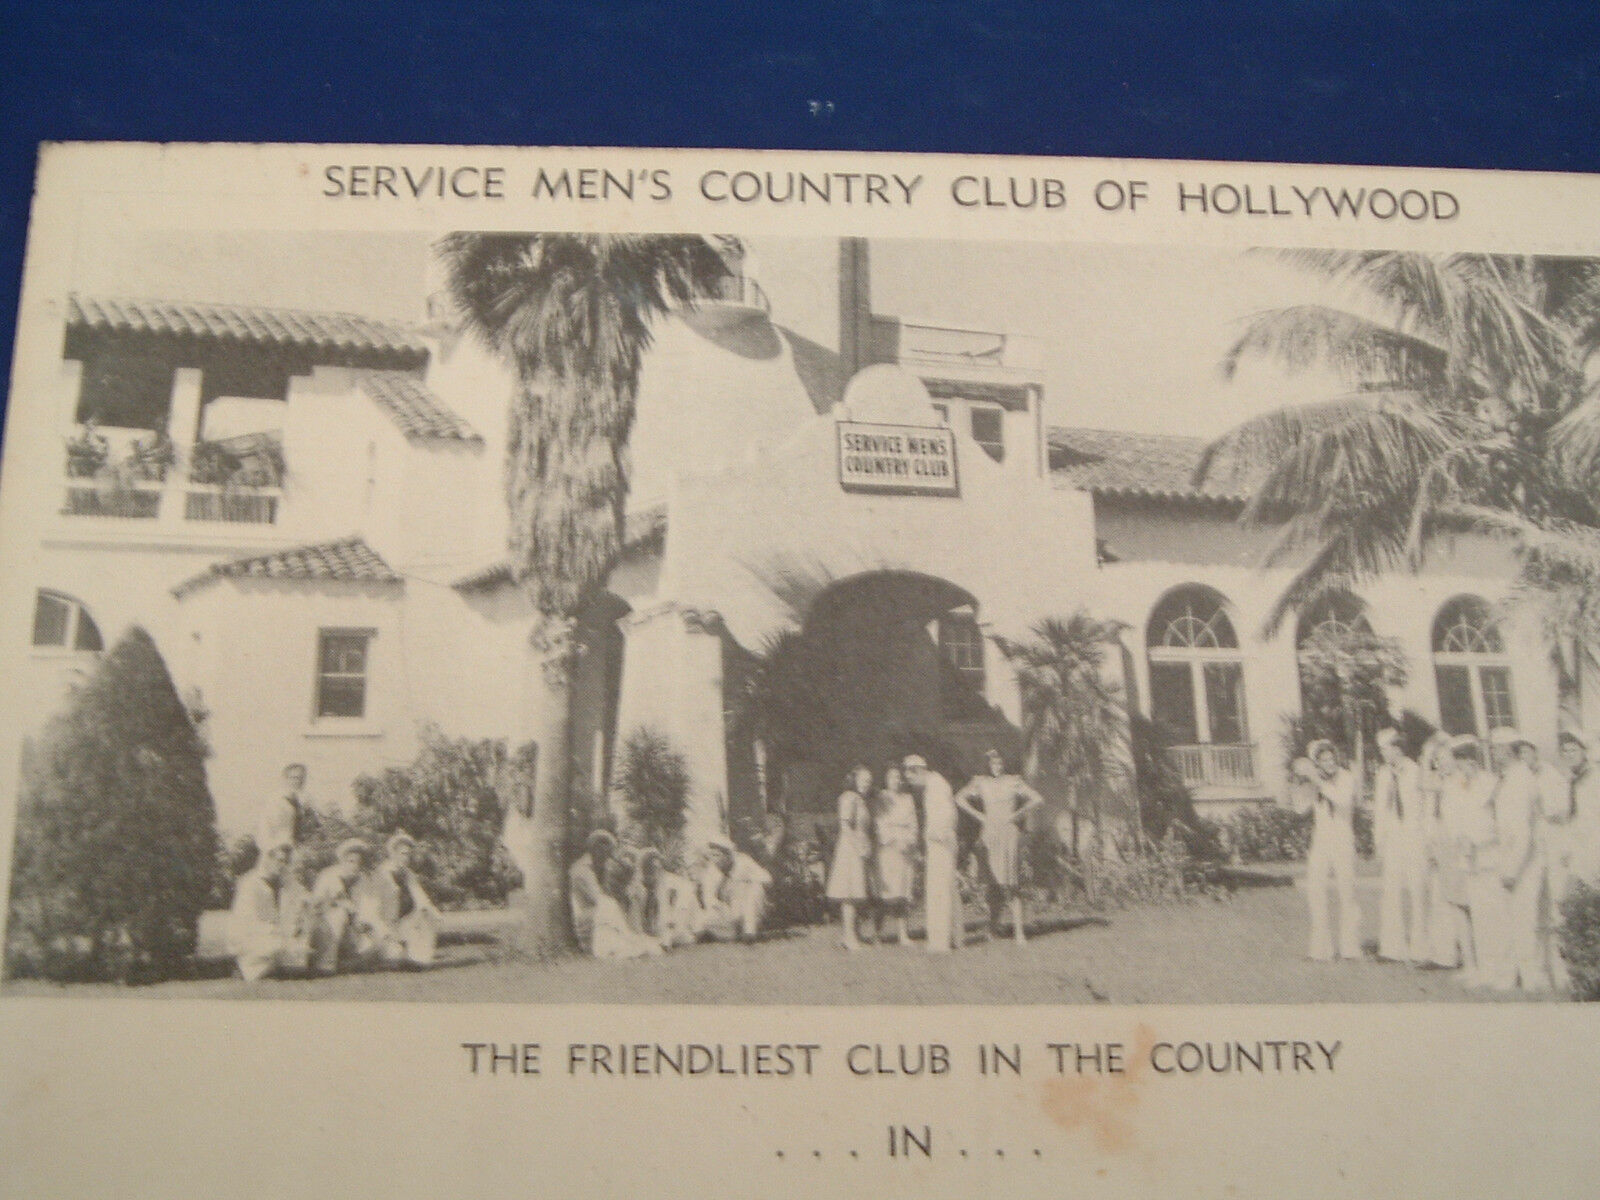 SERVICE MEN'S COUNTRY CLUB OF HOLLYWOOD
SERVICE MENS
COUNTRY CLUB
THE FRIENDLIEST CLUB IN THE COUNTRY
. . . IN . . .